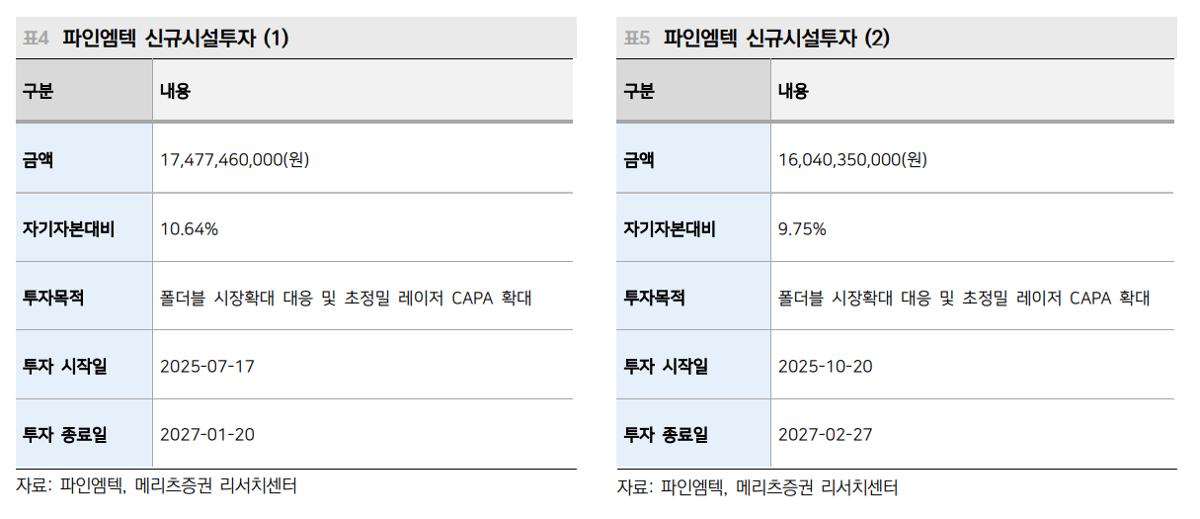 표4 파인엠텍 신규시설투자 (1)
구분 내용
금액 17,477,460,000(원)
자기자본대비 10.64%
투자목적 폴더블 시장확대 대응 및 초정밀 레이저 CAPA 확대
투자 시작일 2025-07-17
투자 종료일 2027-01-20
자료: 파인엠텍, 메리츠증권 리서치센터
표5 파인엠텍 신규시설투자 (2)
구분 내용
금액 16,040,350,000(원)
자기자본대비 9.75%
투자목적 폴더블 시장확대 대응 및 초정밀 레이저 CAPA 확대
투자 시작일 2025-10-20
투자 종료일 2027-02-27
자료: 파인엠텍, 메리츠증권 리서치센터